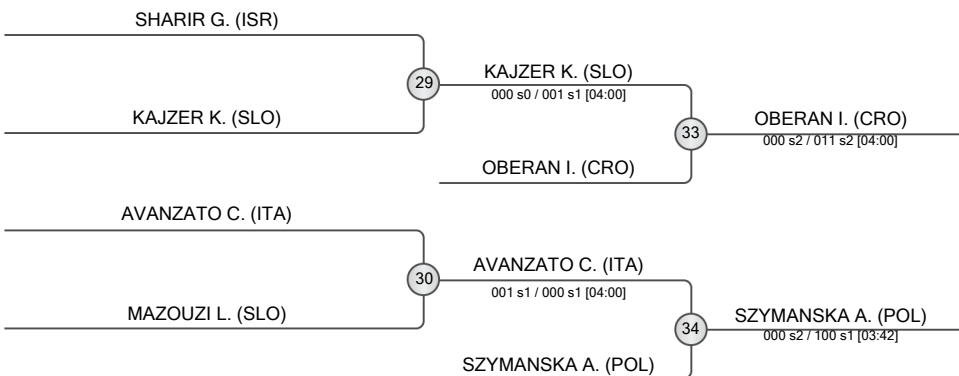 SHARIR G. (ISR)
29
KAJZER K. (SLO)
000 s0 / 001 s1 [04:00]
KAJZER K. (SLO)
33
OBERAN I. (CRO)
000 s2 / 011 s2 [04:00]
OBERAN I. (CRO)
AVANZATO C. (ITA)
30
AVANZATO C. (ITA)
001 s1 / 000 s1 [04:00]
MAZOUZI L. (SLO)
34
SZYMANSKA A. (POL)
000 s2 / 100 s1 [03:42]
SZYMANSKA A. (POL)